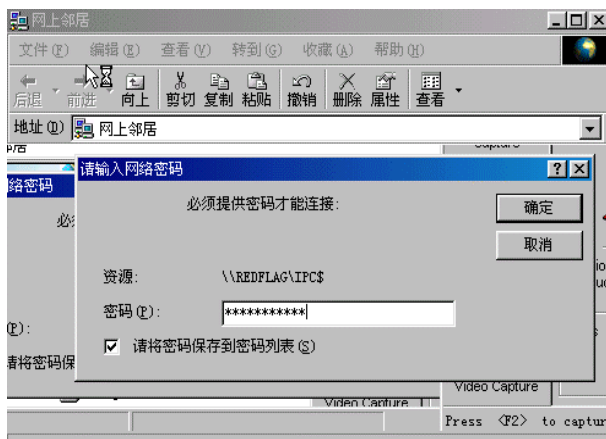 网上邻居
文件(F) 编辑(E) 查看(V) 转到(G) 收藏(A) 帮助(H)
后退 前进 向上 剪切 复制 粘贴 撤销 删除 属性 查看
地址(D) 网上邻居
络密码
请输入网络密码
必须提供密码才能连接:
确定
取消
资源: \\REDFLAG\IPC$
密码(P): ***********
(P):
请将密码保存到密码列表(S)
请将密码保
Video Capture
Video Capture
Press <F2> to captur